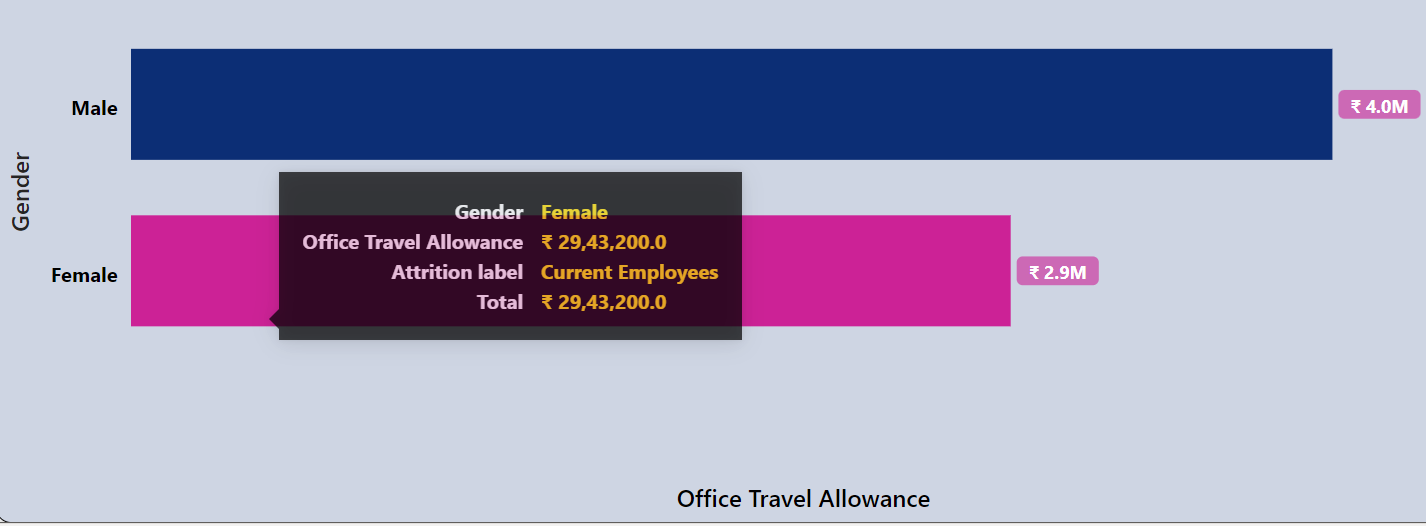 Male
₹ 4.0M
Gender
Gender Female
Office Travel Allowance ₹ 29,43,200.0
Attrition label Current Employees
Total ₹ 29,43,200.0
Female
₹ 2.9M
Office Travel Allowance